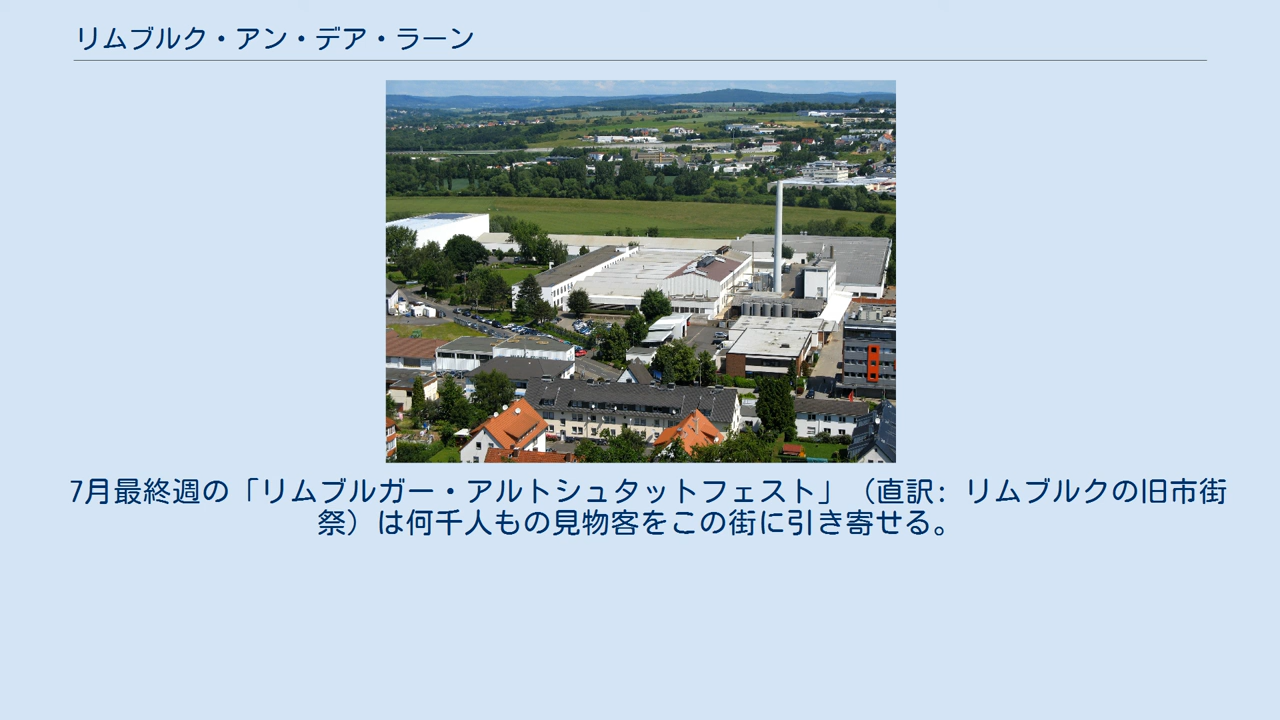 リムブルク・アン・デア・ラーン
7月最終週の「リムブルガー・アルトシュタットフェスト」（直訳: リムブルクの旧市街
祭）は何千人もの見物客をこの街に引き寄せる。